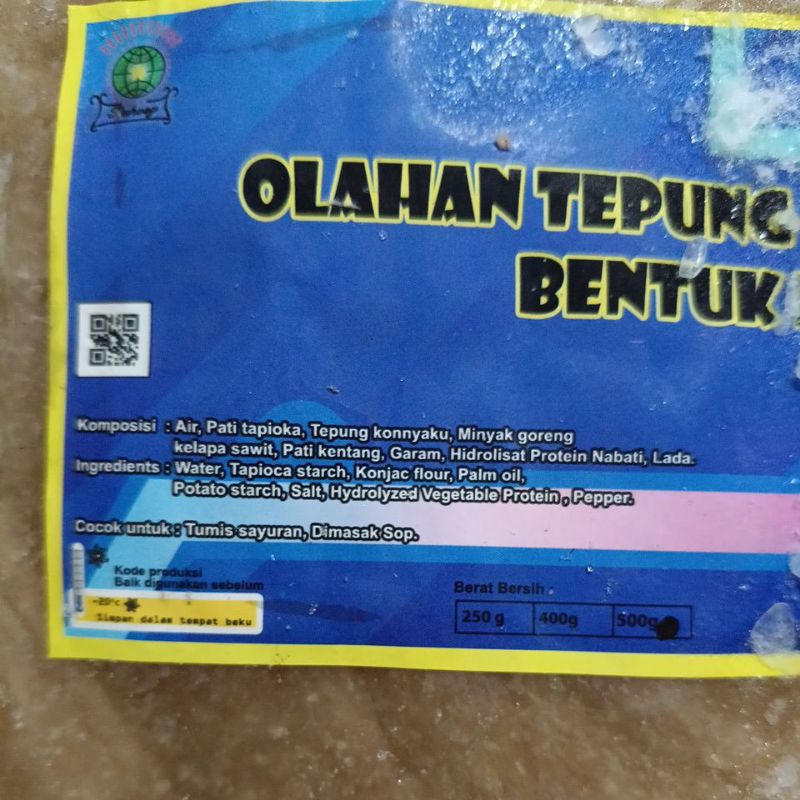 OLAHAN TEPUNG
BENTUK
Komposisi : Air, Pati tapioka, Tepung konnyaku, Minyak goreng
kelapa sawit, Pati kentang, Garam, Hidrolisat Protein Nabati, Lada.
Ingredients : Water, Tapioca starch, Konjac flour, Palm oil,
Potato starch, Salt, Hydrolyzed Vegetable Protein , Pepper.
Cocok untuk : Tumis sayuran, Dimasak Sop.
Kode produksi
Baik digunakan sebelum
-20°c
Simpan dalam tempat beku
Berat Bersih :
250 g 400g 500g